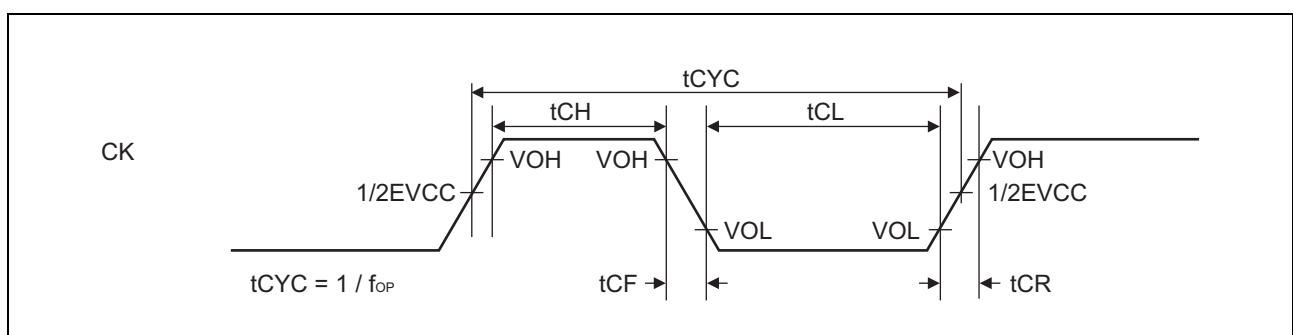 tCYC
tCH
tCL
CK
VOH
VOH
VOH
1/2EVCC
1/2EVCC
VOL
VOL
tCYC = 1 / fOP
tCF
tCR